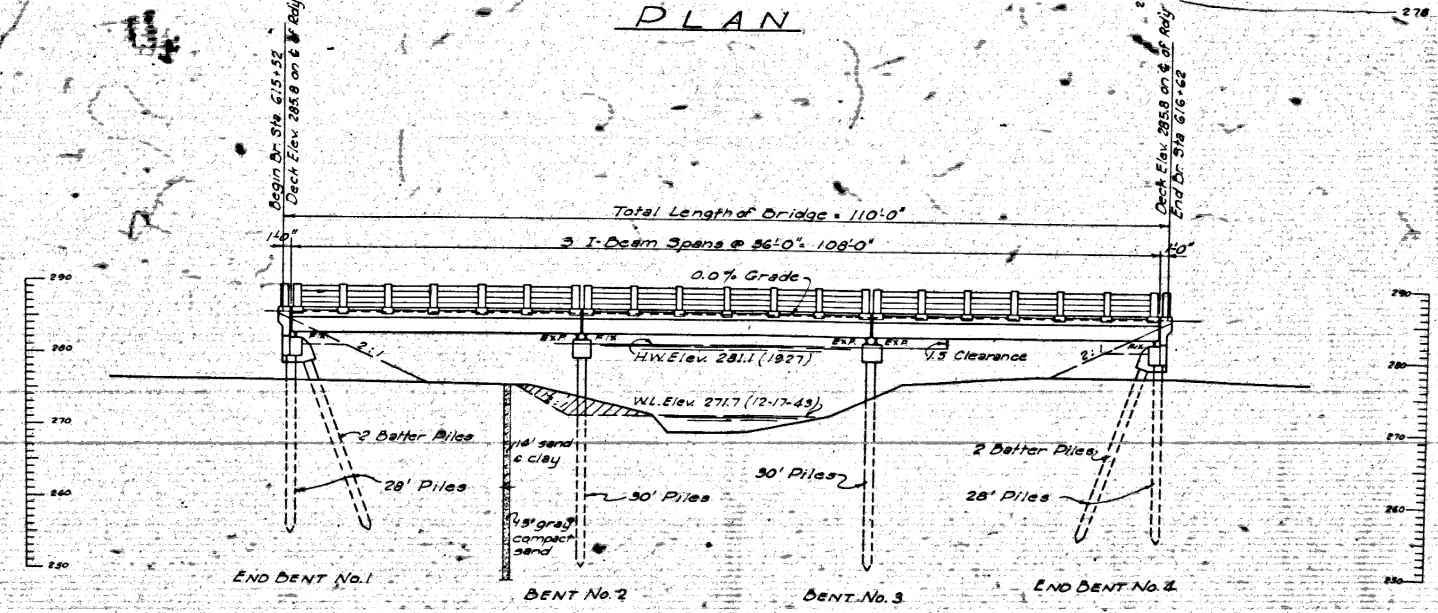 PLAN
278
Begin Br. Sta. 615+52
Deck Elev. 285.8 on ℄ of Rdy
Deck Elev. 285.8 on ℄ of Rdy
End Br. Sta 616+62
Total Length of Bridge = 110'-0"
1'-0"
3 I-Beam Spans @ 36'-0" = 108'-0"
1'-0"
0.0% Grade
290
290
FIX.
EXP.
FIX.
EXP.
EXP.
FIX.
280
2:1
H.W. Elev. 281.1 (1927)
1.5 Clearance
2:1
280
W.L. Elev. 271.7 (12-17-43)
270
270
2 Batter Piles
14' sand
& clay
2 Batter Piles
28' Piles
30' Piles
30' Piles
28' Piles
260
260
15' gray
compact
sand
250
250
END BENT No. 1
BENT No. 2
BENT No. 3
END BENT No. 4